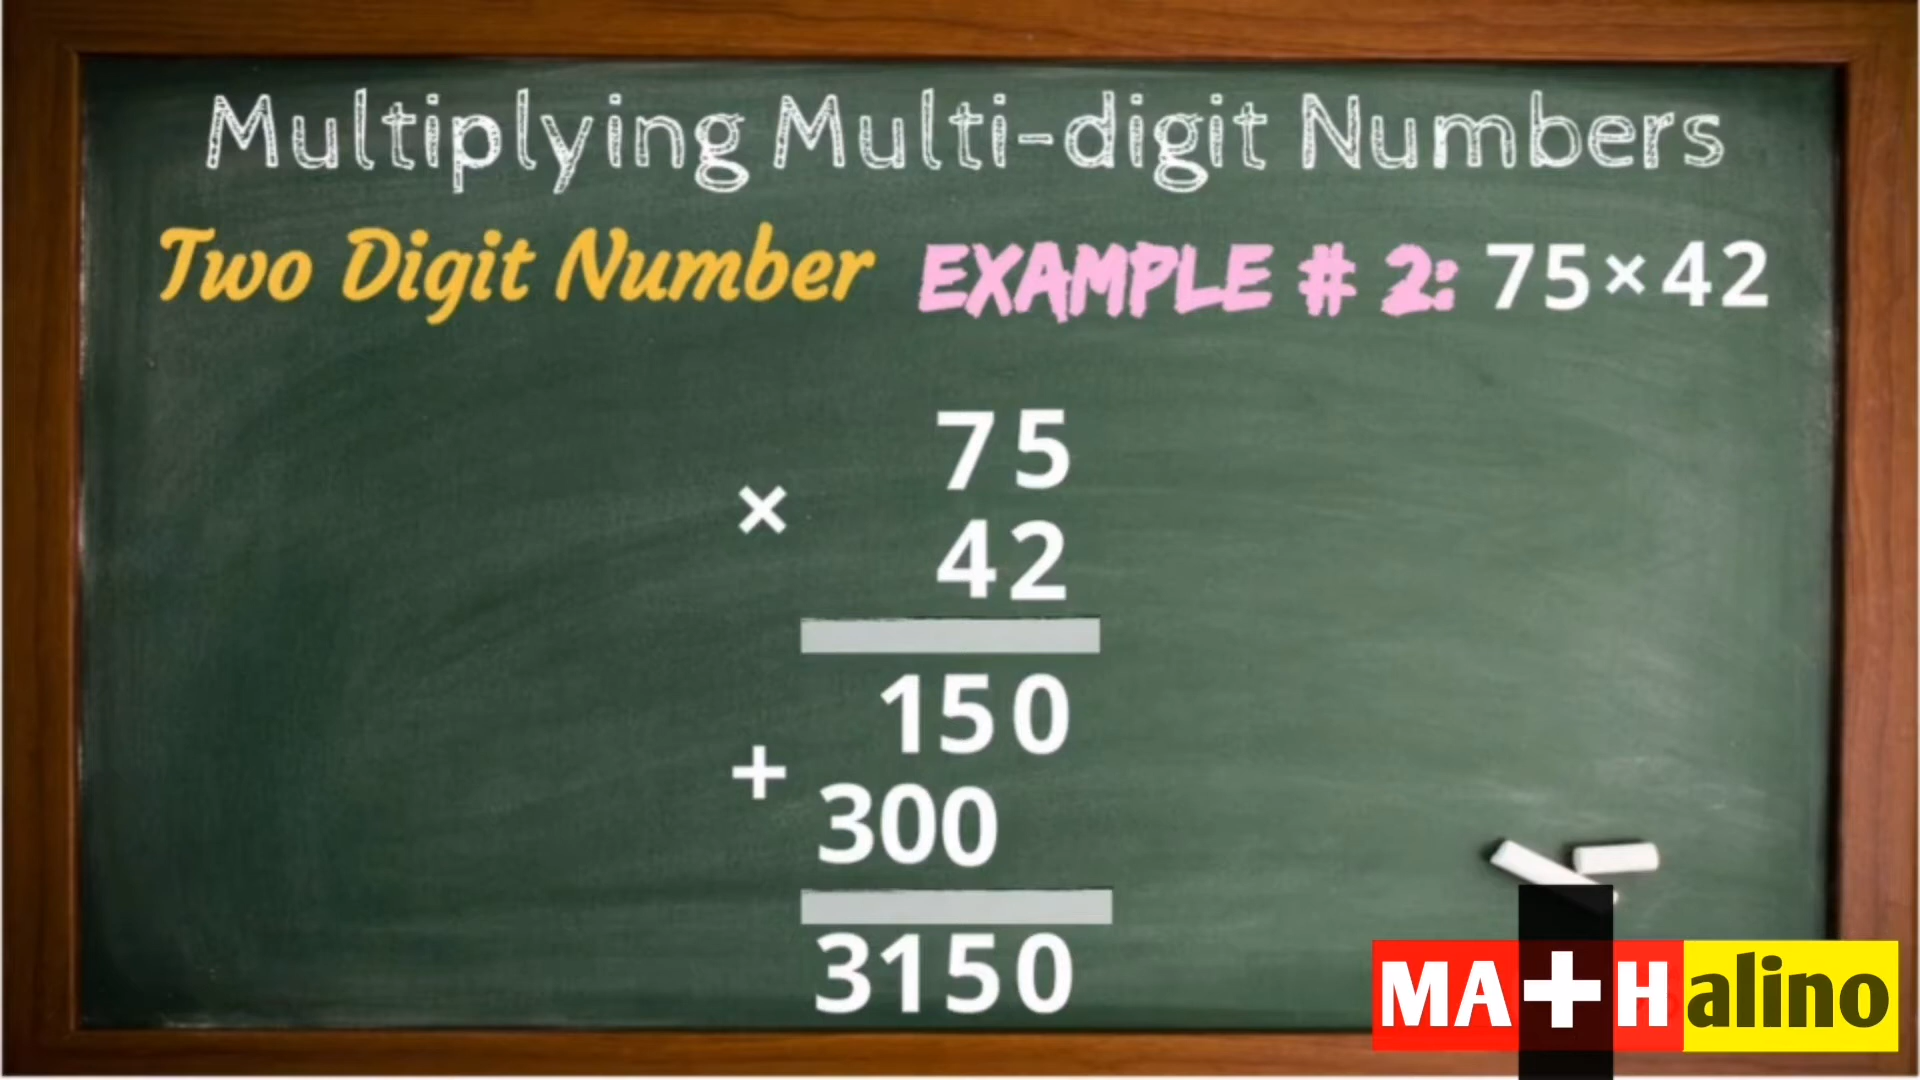 Multiplying Multi-digit Numbers
Two Digit Number EXAMPLE # 2: 75×42
75
×
42
150
+
300
3150
MA+Halino